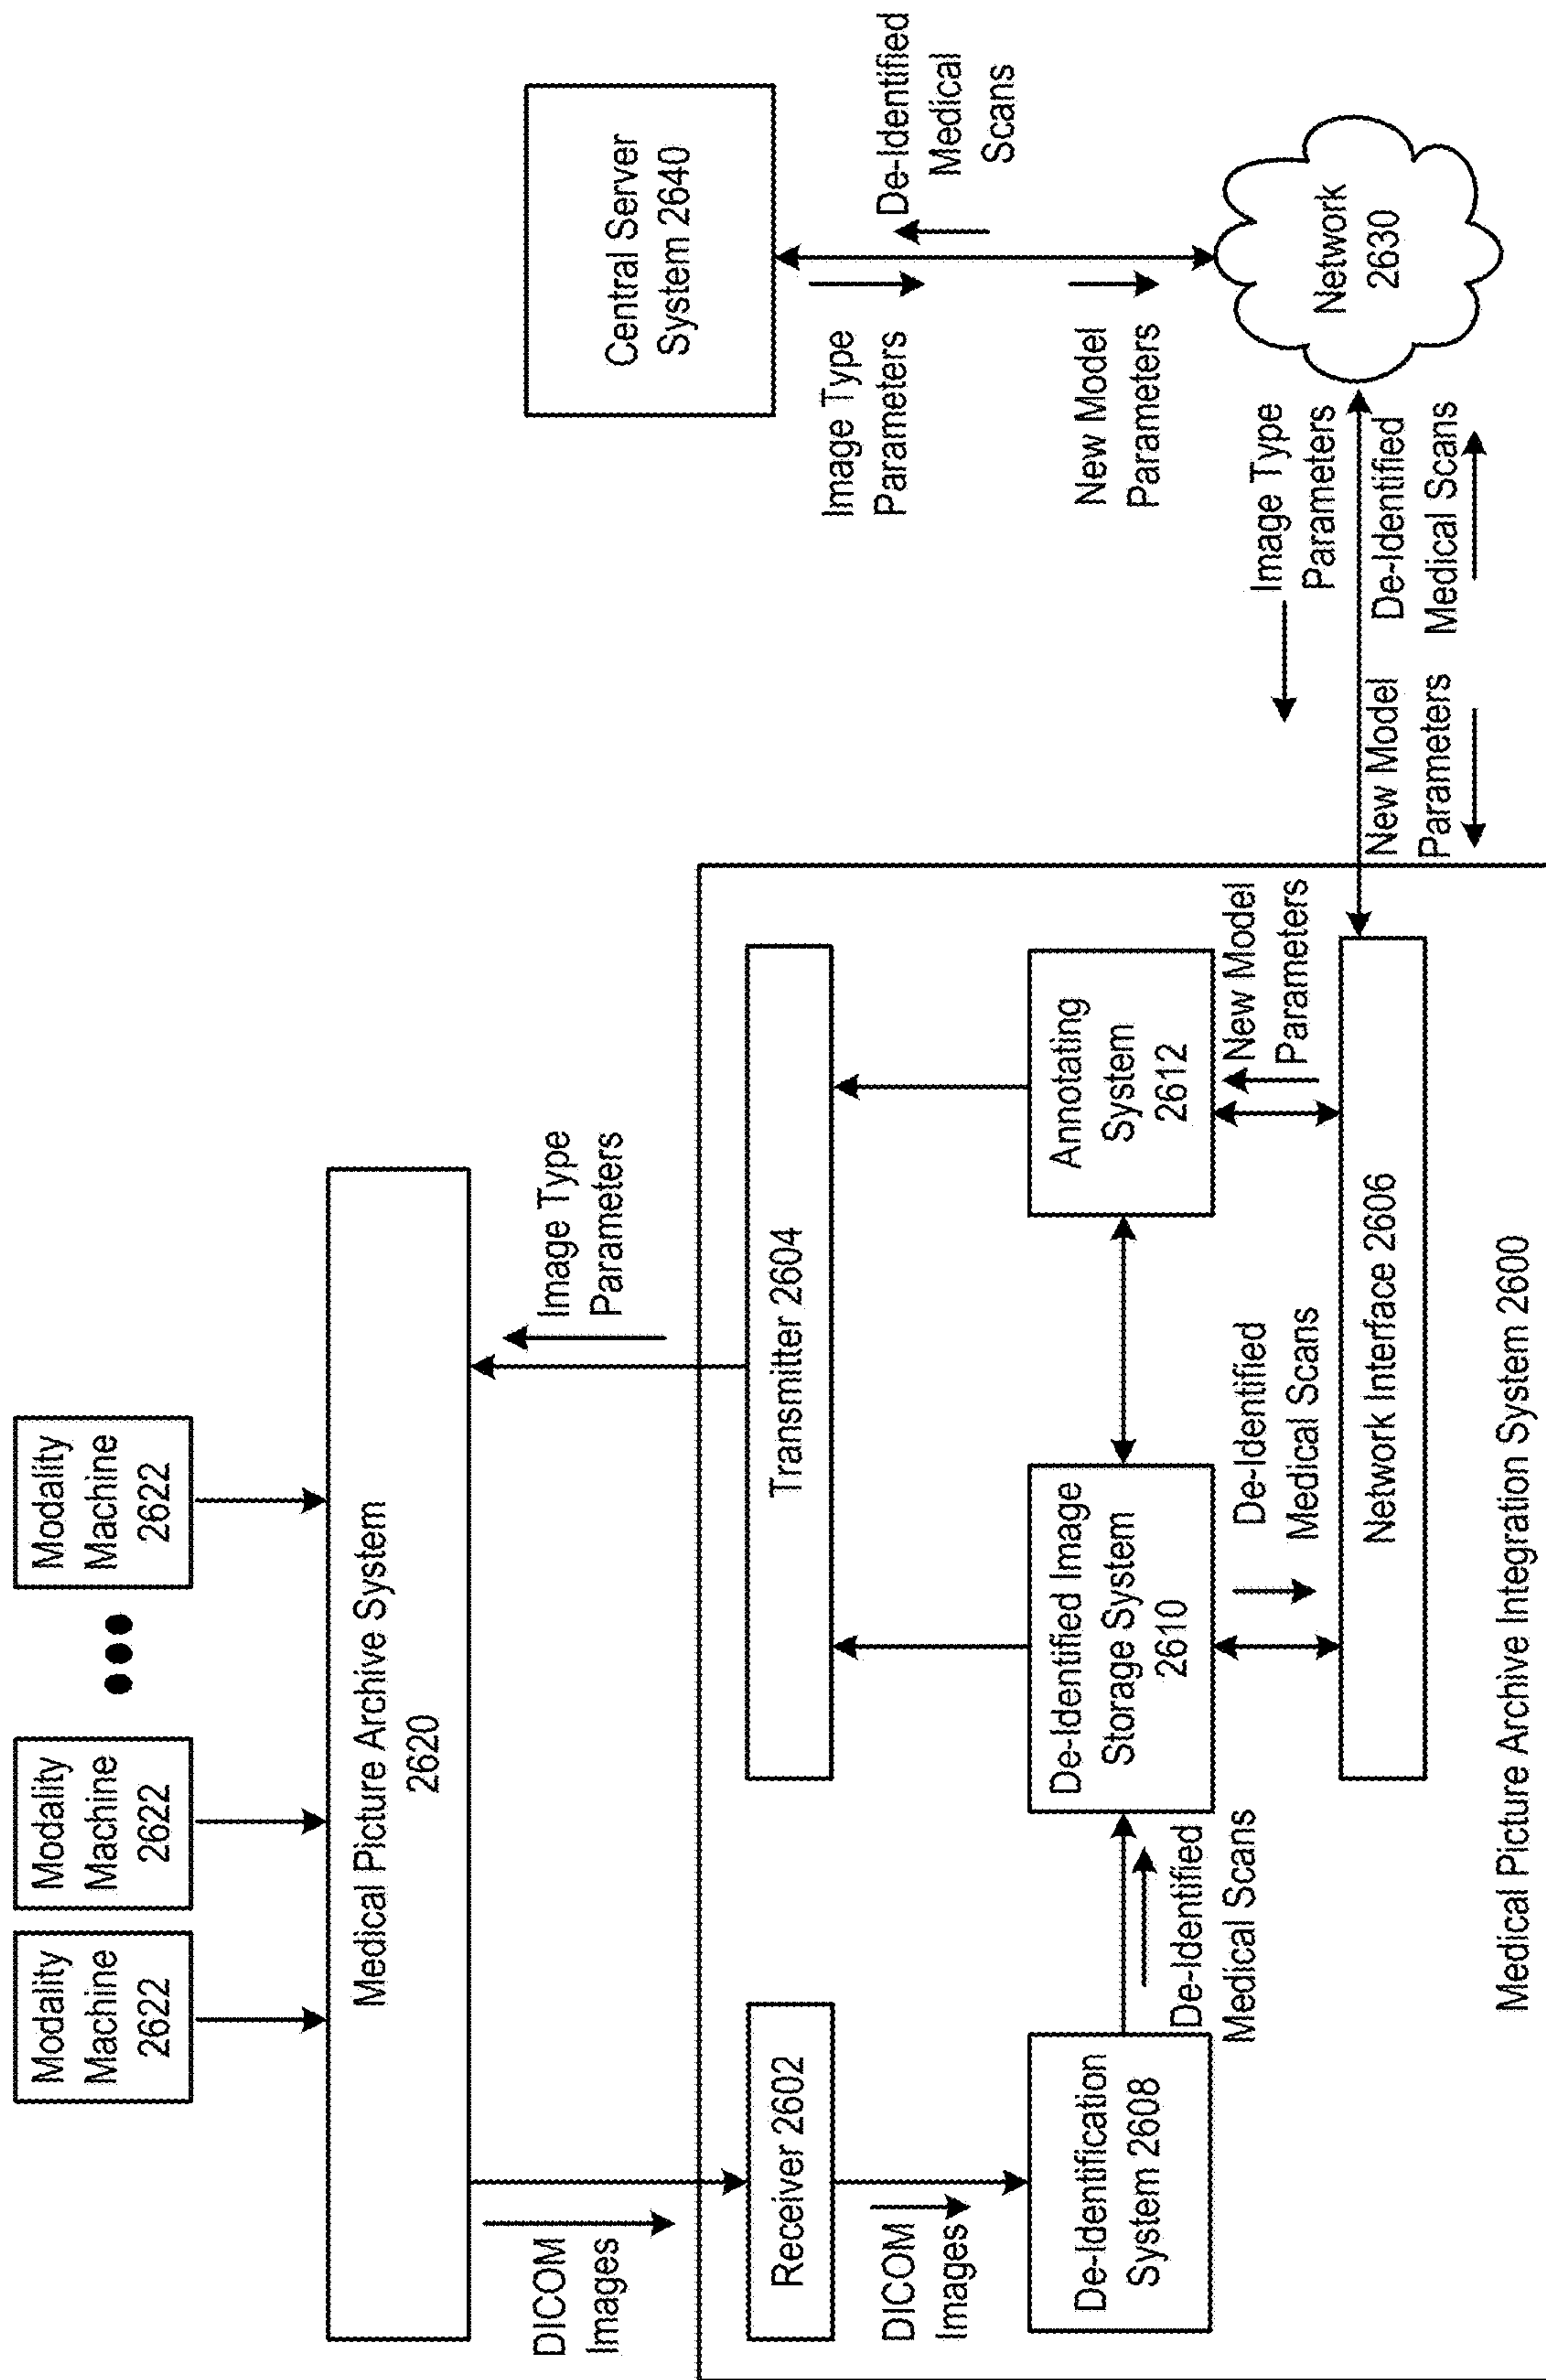 Modality
Machine
2622
Modality
Machine
2622
Modality
Machine
2622
Medical Picture Archive System
2620
DICOM
Images
Image Type
Parameters
Receiver 2602
Transmitter 2604
DICOM
Images
De-Identification
System 2608
De-Identified
Medical Scans
De-Identified Image
Storage System
2610
Annotating
System
2612
De-Identified
Medical Scans
New Model
Parameters
Network Interface 2606
Medical Picture Archive Integration System 2600
Central Server
System 2640
Image Type
Parameters
De-Identified
Medical
Scans
New Model
Parameters
Image Type
Parameters
New Model
Parameters
De-Identified
Medical Scans
Network
2630